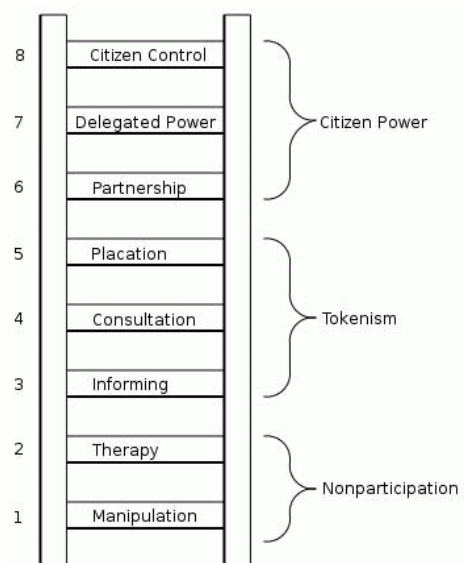 8 Citizen Control
7 Delegated Power
Citizen Power
6 Partnership
5 Placation
4 Consultation
Tokenism
3 Informing
2 Therapy
Nonparticipation
1 Manipulation